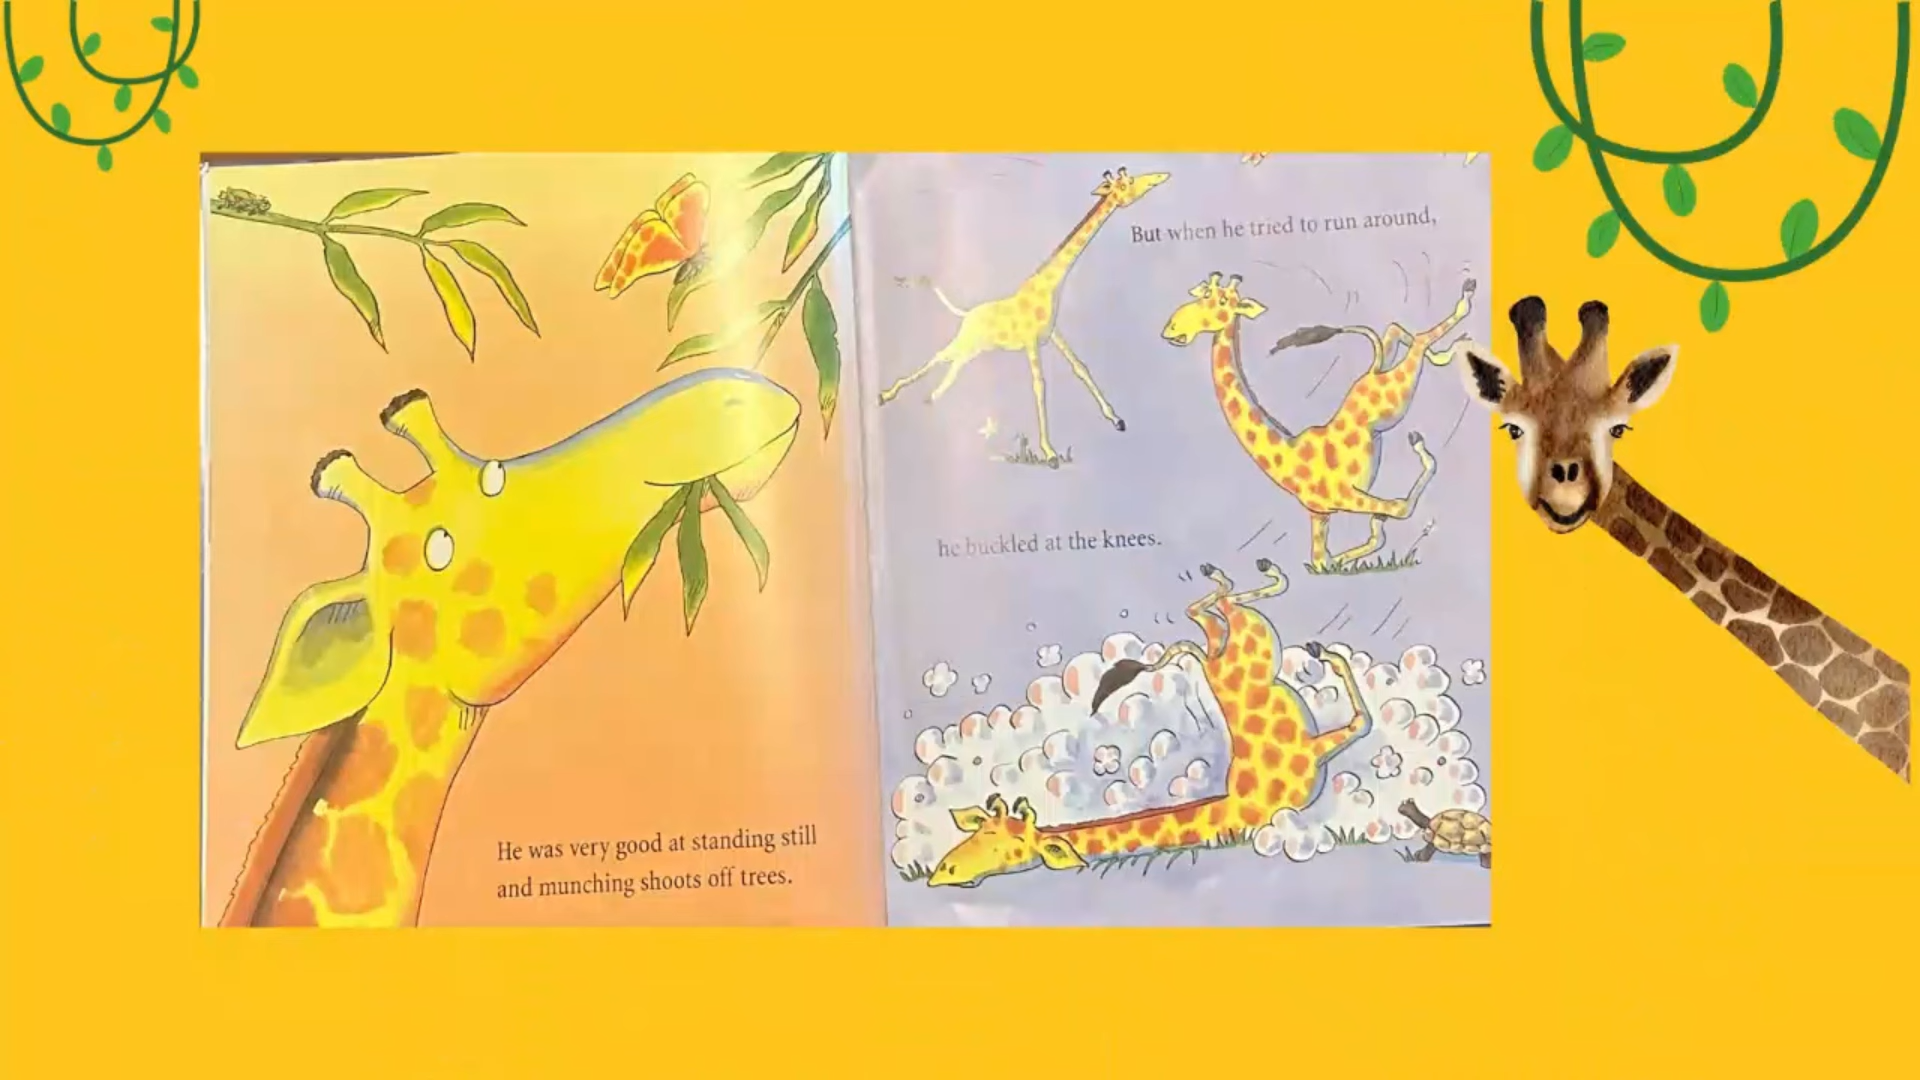 He was very good at standing still
and munching shoots off trees.
But when he tried to run around,
he buckled at the knees.